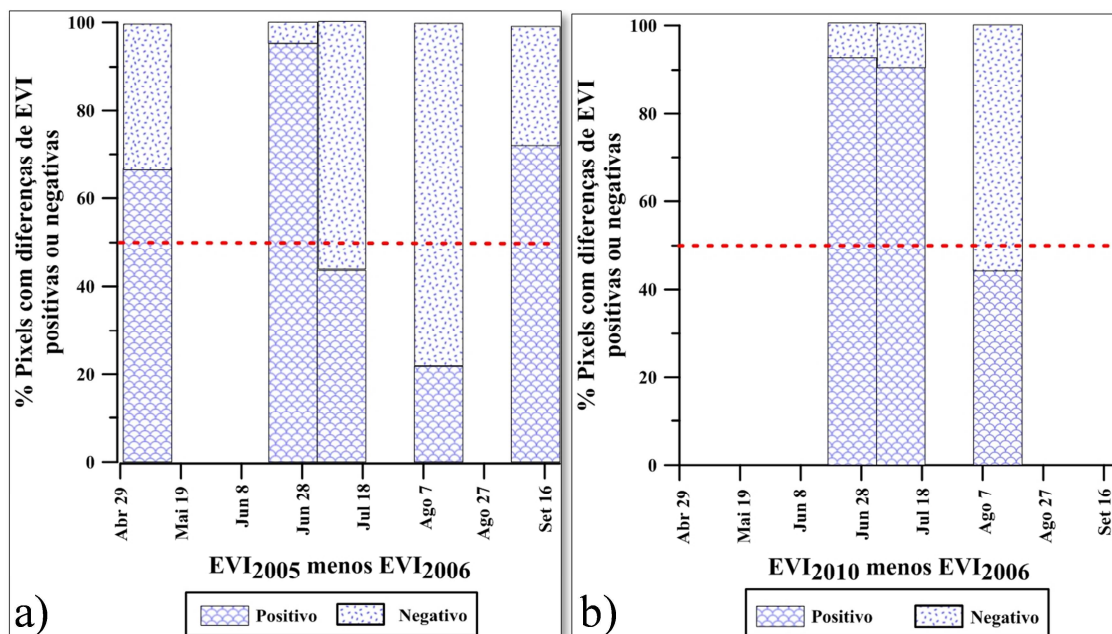 % Pixels com diferenças de EVI
positivas ou negativas
100
80
60
40
20
0
Abr 29
Mai 19
Jun 8
Jun 28
Jul 18
Ago 7
Ago 27
Set 16
EVI2005 menos EVI2006
Positivo
Negativo
a)
% Pixels com diferenças de EVI
positivas ou negativas
100
80
60
40
20
0
Abr 29
Mai 19
Jun 8
Jun 28
Jul 18
Ago 7
Ago 27
Set 16
EVI2010 menos EVI2006
Positivo
Negativo
b)